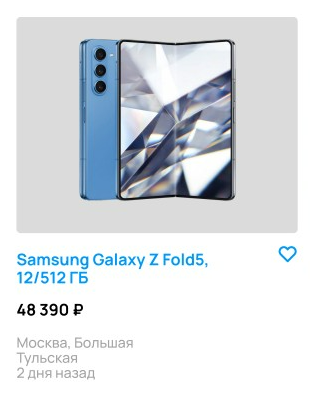 Samsung Galaxy Z Fold5,
12/512 ГБ
48 390 ₽
Москва, Большая
Тульская
2 дня назад